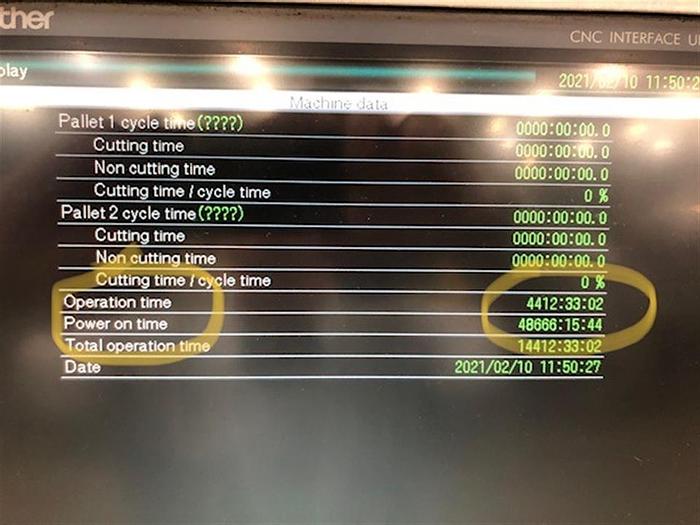 ther
CNC INTERFACE U
play
2021/02/10 11:50:2
Machine data
Pallet 1 cycle time(????) 0000:00:00.0
Cutting time 0000:00:00.0
Non cutting time 0000:00:00.0
Cutting time / cycle time 0 %
Pallet 2 cycle time(????) 0000:00:00.0
Cutting time 0000:00:00.0
Non cutting time 0000:00:00.0
Cutting time / cycle time 0 %
Operation time 4412:33:02
Power on time 48666:15:44
Total operation time 14412:33:02
Date 2021/02/10 11:50:27